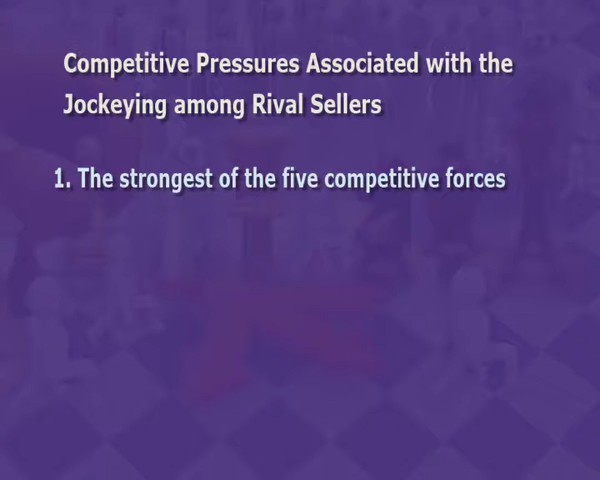 Competitive Pressures Associated with the
Jockeying among Rival Sellers
1. The strongest of the five competitive forces